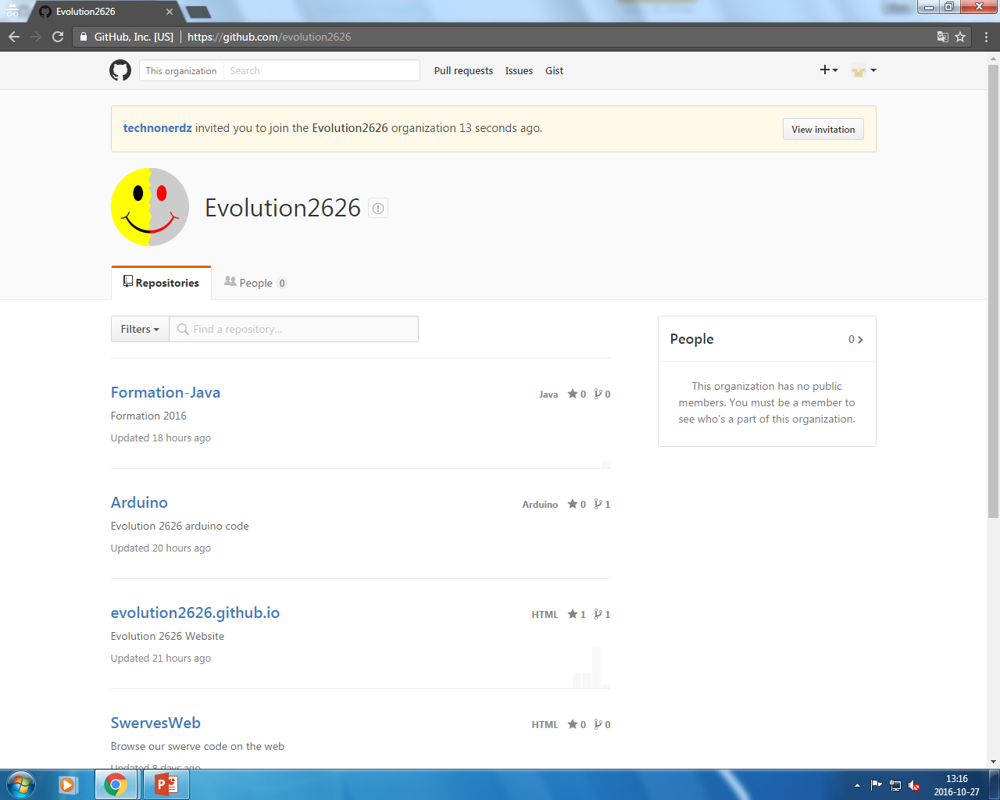 Evolution2626
GitHub, Inc. [US] https://github.com/evolution2626
This organization Search Pull requests Issues Gist
technonerdz invited you to join the Evolution2626 organization 13 seconds ago. View invitation
Evolution2626
Repositories People 0
Filters Find a repository...
Formation-Java Java 0 0
Formation 2016
Updated 18 hours ago
Arduino Arduino 0 1
Evolution 2626 arduino code
Updated 20 hours ago
evolution2626.github.io HTML 1 1
Evolution 2626 Website
Updated 21 hours ago
SwervesWeb HTML 0 0
Browse our swerve code on the web
Updated 8 days ago
People 0
This organization has no public
members. You must be a member to
see who's a part of this organization.
13:16
2016-10-27